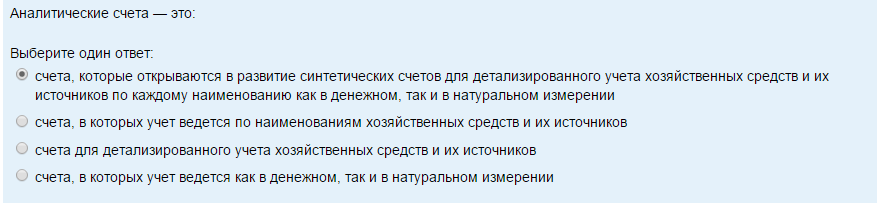 Аналитические счета — это:
Выберите один ответ:
счета, которые открываются в развитие синтетических счетов для детализированного учета хозяйственных средств и их
источников по каждому наименованию как в денежном, так и в натуральном измерении
счета, в которых учет ведется по наименованиям хозяйственных средств и их источников
счета для детализированного учета хозяйственных средств и их источников
счета, в которых учет ведется как в денежном, так и в натуральном измерении